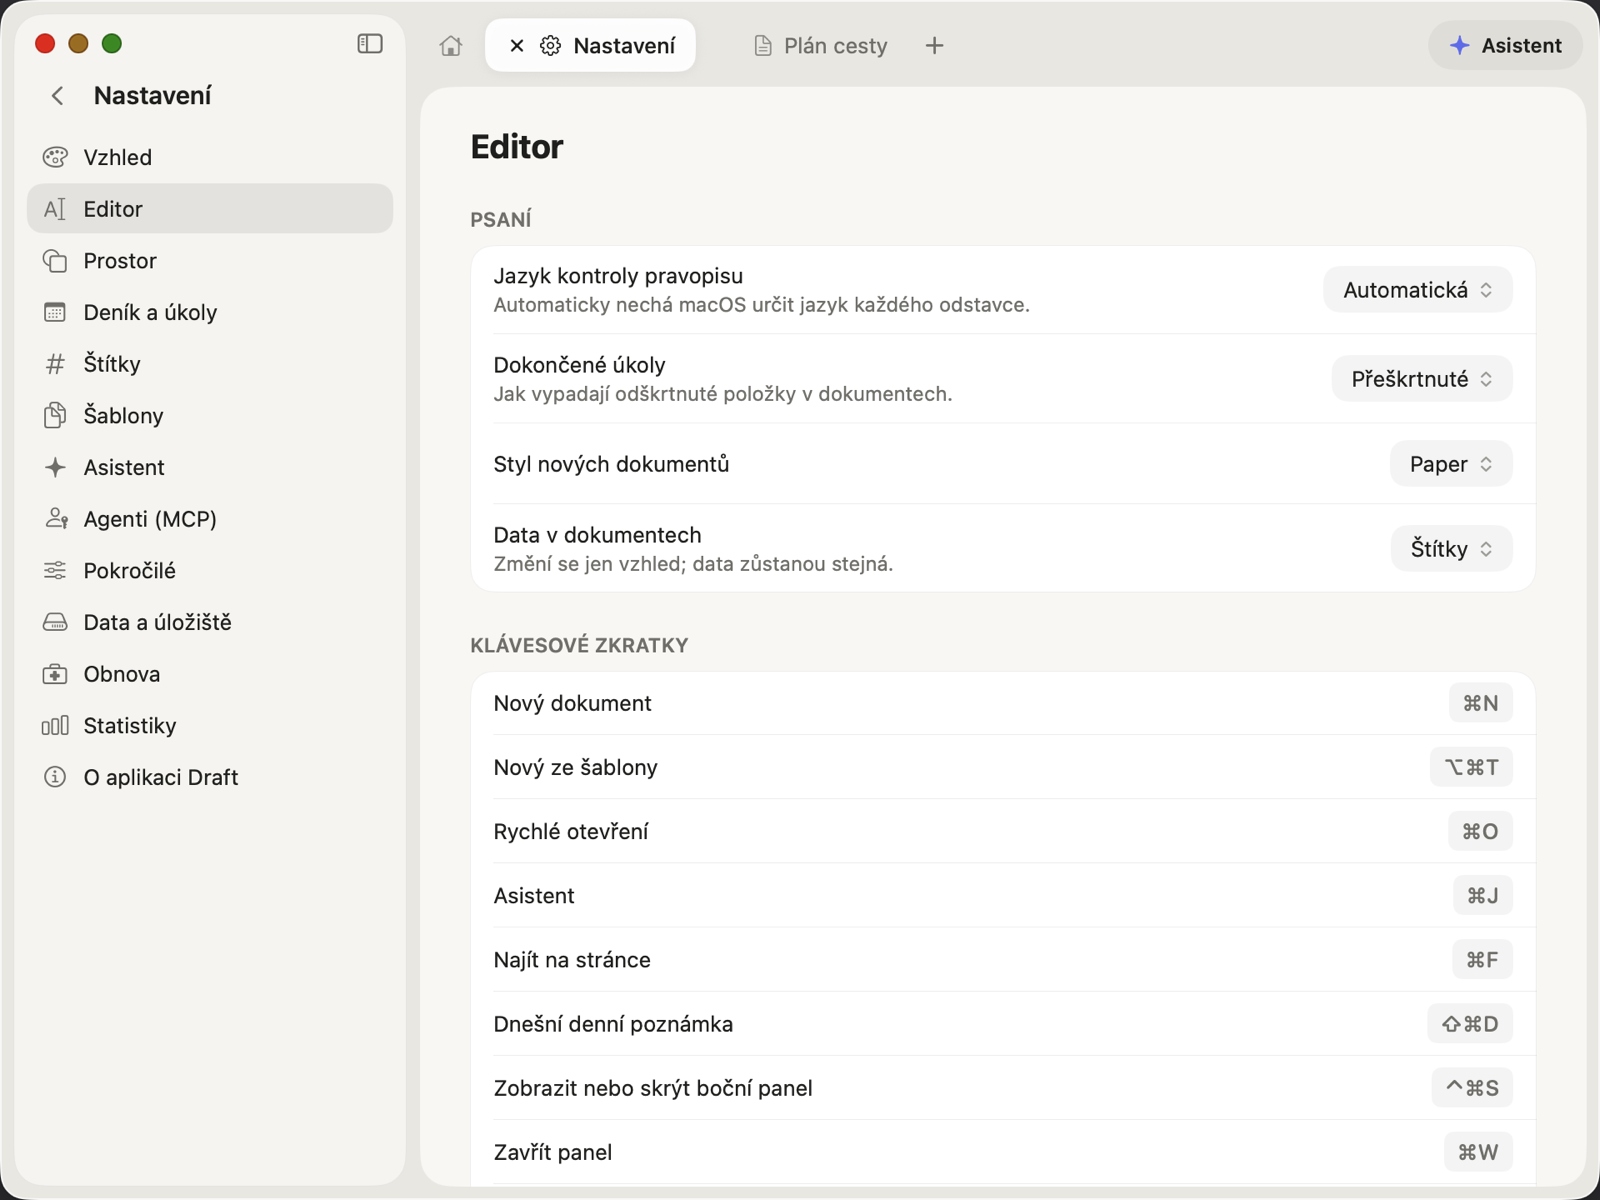 Nastavení
Plán cesty
Asistent
Nastavení
Vzhled
Editor
Prostor
Deník a úkoly
Štítky
Šablony
Asistent
Agenti (MCP)
Pokročilé
Data a úložiště
Obnova
Statistiky
O aplikaci Draft
Editor
PSANÍ
Jazyk kontroly pravopisu
Automaticky nechá macOS určit jazyk každého odstavce.
Automatická
Dokončené úkoly
Jak vypadají odškrtnuté položky v dokumentech.
Přeškrtnuté
Styl nových dokumentů
Paper
Data v dokumentech
Změní se jen vzhled; data zůstanou stejná.
Štítky
KLÁVESOVÉ ZKRATKY
Nový dokument ⌘N
Nový ze šablony ⌥⌘T
Rychlé otevření ⌘O
Asistent ⌘J
Najít na stránce ⌘F
Dnešní denní poznámka ⇧⌘D
Zobrazit nebo skrýt boční panel ^⌘S
Zavřít panel ⌘W